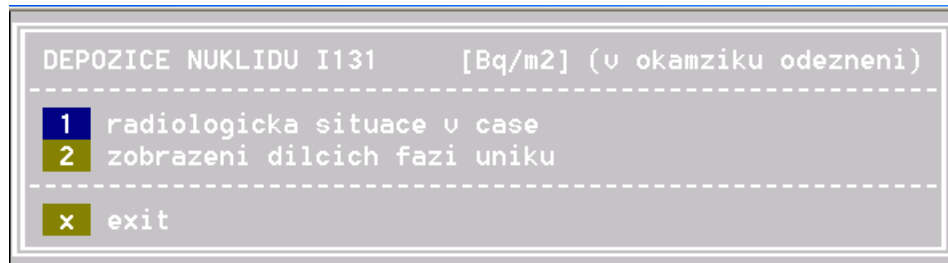 DEPOZICE NUKLIDU I131 [Bq/m2] (v okamziku odezneni)
1 radiologicka situace v case
2 zobrazeni dilcich fazi uniku
x exit